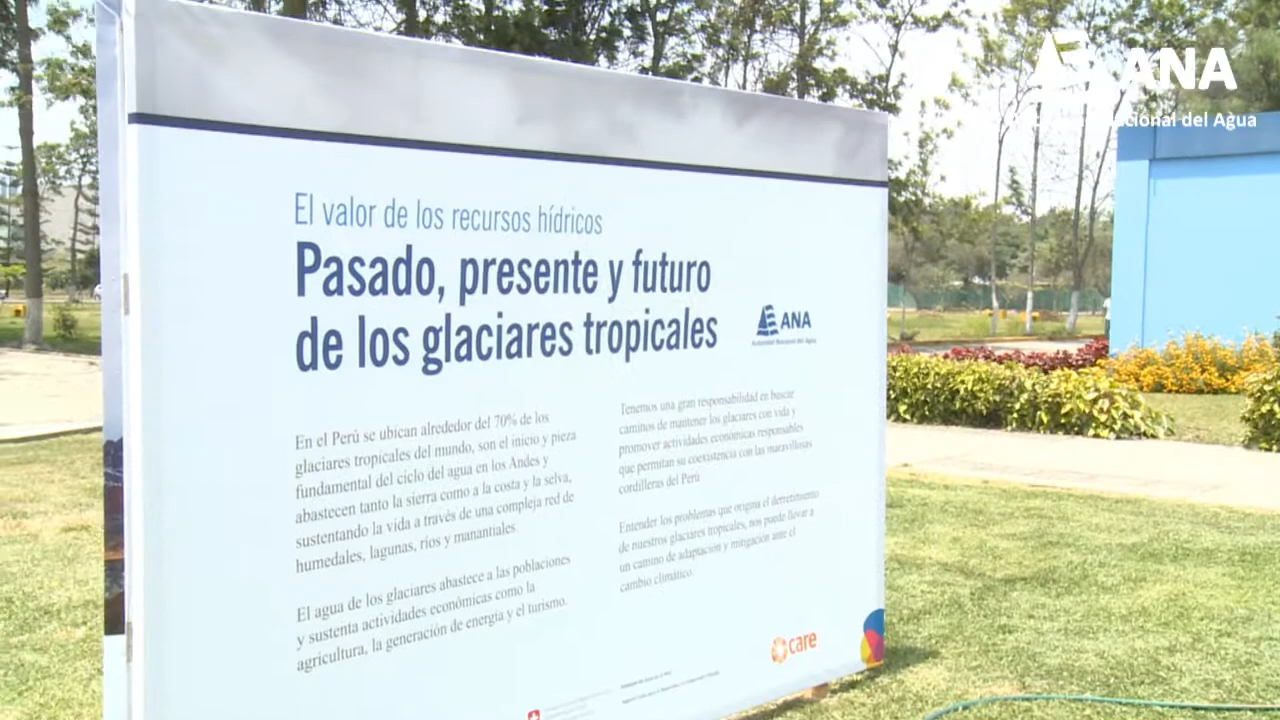 ANA
cional del Agua
El valor de los recursos hídricos
Pasado, presente y futuro
de los glaciares tropicales
ANA
Autoridad Nacional del Agua
En el Perú se ubican alrededor del 70% de los
glaciares tropicales del mundo, son el inicio y pieza
fundamental del ciclo del agua en los Andes y
abastecen tanto la sierra como a la costa y la selva,
sustentando la vida a través de una compleja red de
humedales, lagunas, ríos y manantiales.
El agua de los glaciares abastece a las poblaciones
y sustenta actividades económicas como la
agricultura, la generación de energía y el turismo.
Tenemos una gran responsabilidad en buscar
caminos de mantener los glaciares con vida y
promover actividades económicas responsables
que permitan su coexistencia con las maravillosas
cordilleras del Perú
Entender los problemas que origina el derretimiento
de nuestros glaciares tropicales, nos puede llevar a
un camino de adaptación y mitigación ante el
cambio climático.
care